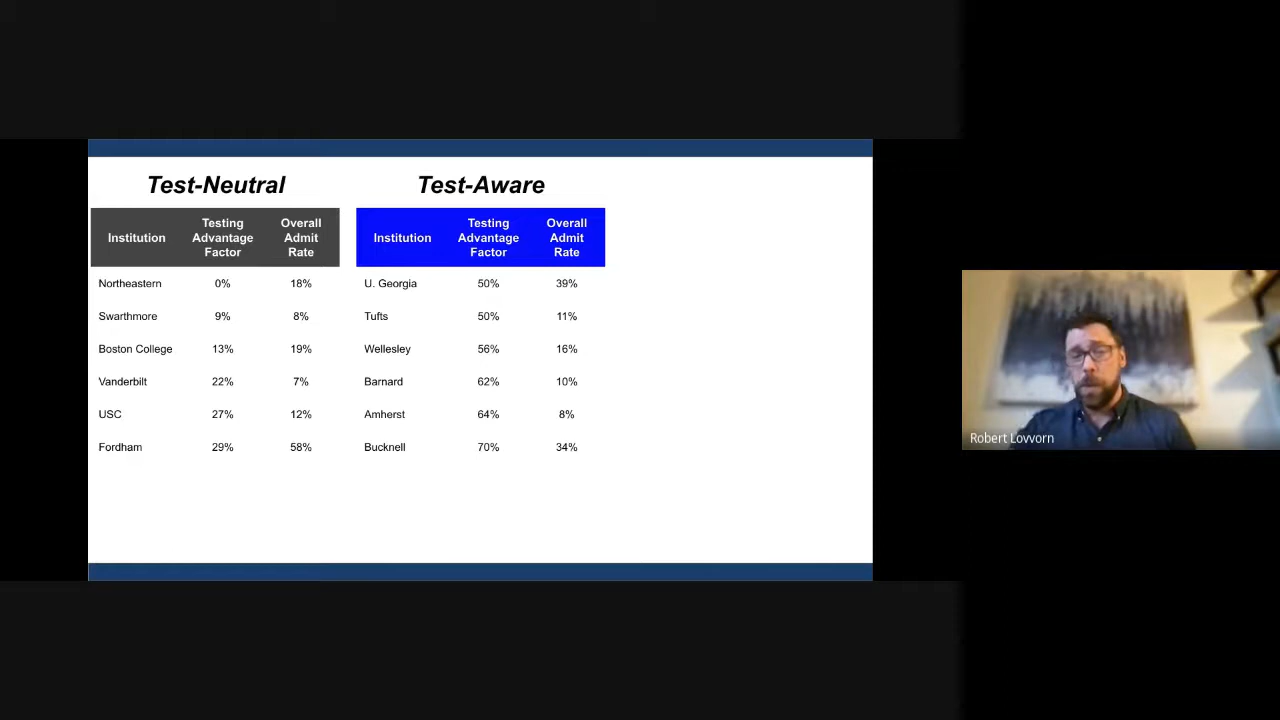 Test-Neutral
Institution Testing Advantage Factor Overall Admit Rate
Northeastern 0% 18%
Swarthmore 9% 8%
Boston College 13% 19%
Vanderbilt 22% 7%
USC 27% 12%
Fordham 29% 58%
Test-Aware
Institution Testing Advantage Factor Overall Admit Rate
U. Georgia 50% 39%
Tufts 50% 11%
Wellesley 56% 16%
Barnard 62% 10%
Amherst 64% 8%
Bucknell 70% 34%
Robert Lovvorn